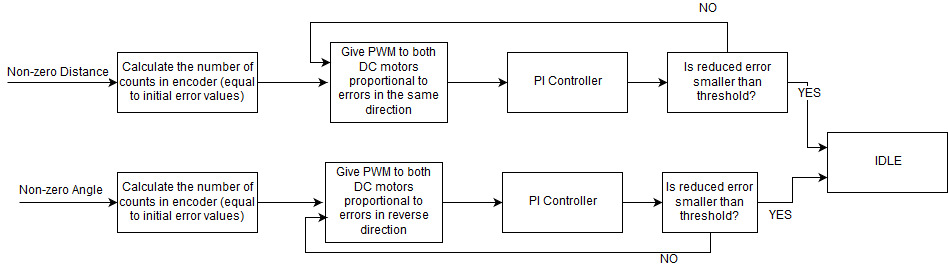 NO
Non-zero Distance
Calculate the number of
counts in encoder (equal
to initial error values)
Give PWM to both
DC motors
proportional to
errors in the same
direction
PI Controller
Is reduced error
smaller than
threshold?
YES
IDLE
Non-zero Angle
Calculate the number of
counts in encoder (equal
to initial error values)
Give PWM to both
DC motors
proportional to
errors in reverse
direction
PI Controller
Is reduced error
smaller than
threshold?
YES
NO